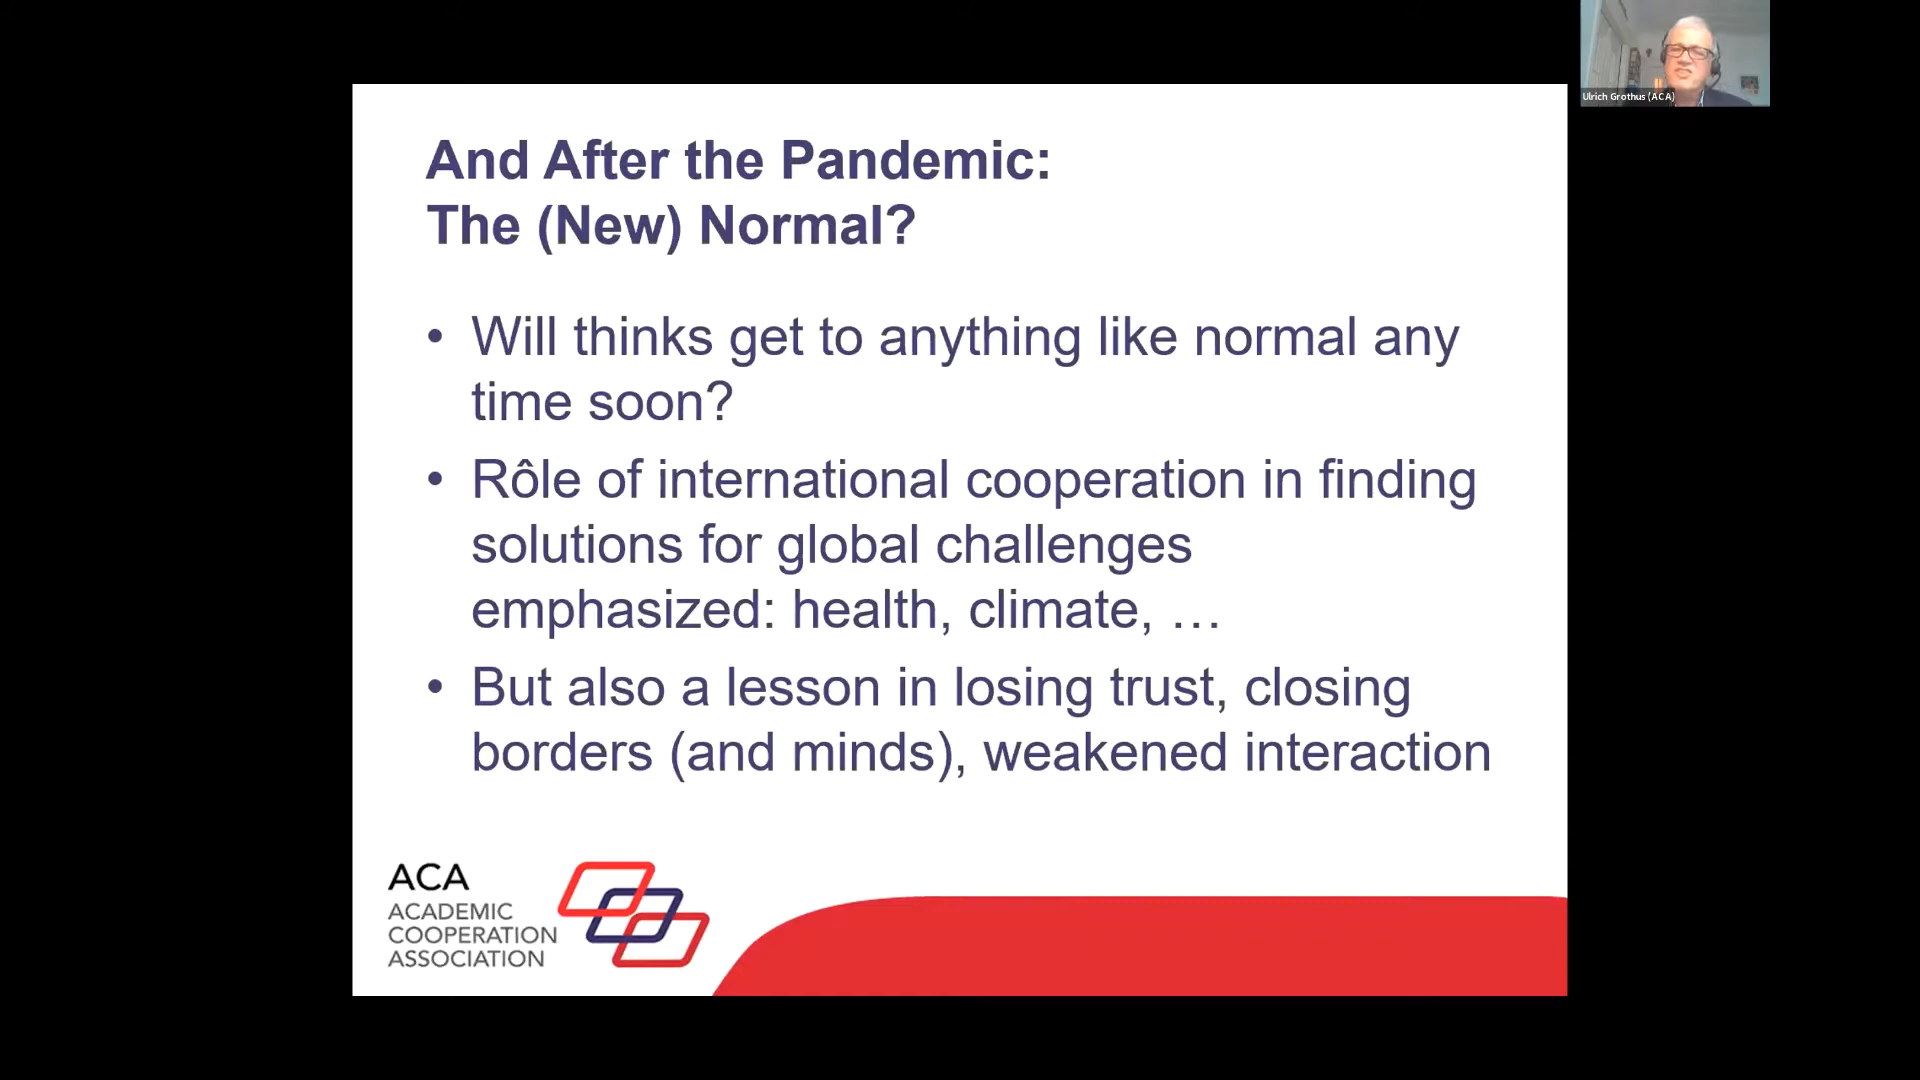 Ulrich Grothus (ACA)
And After the Pandemic:
The (New) Normal?
• Will thinks get to anything like normal any
time soon?
• Rôle of international cooperation in finding
solutions for global challenges
emphasized: health, climate, …
• But also a lesson in losing trust, closing
borders (and minds), weakened interaction
ACA
ACADEMIC
COOPERATION
ASSOCIATION